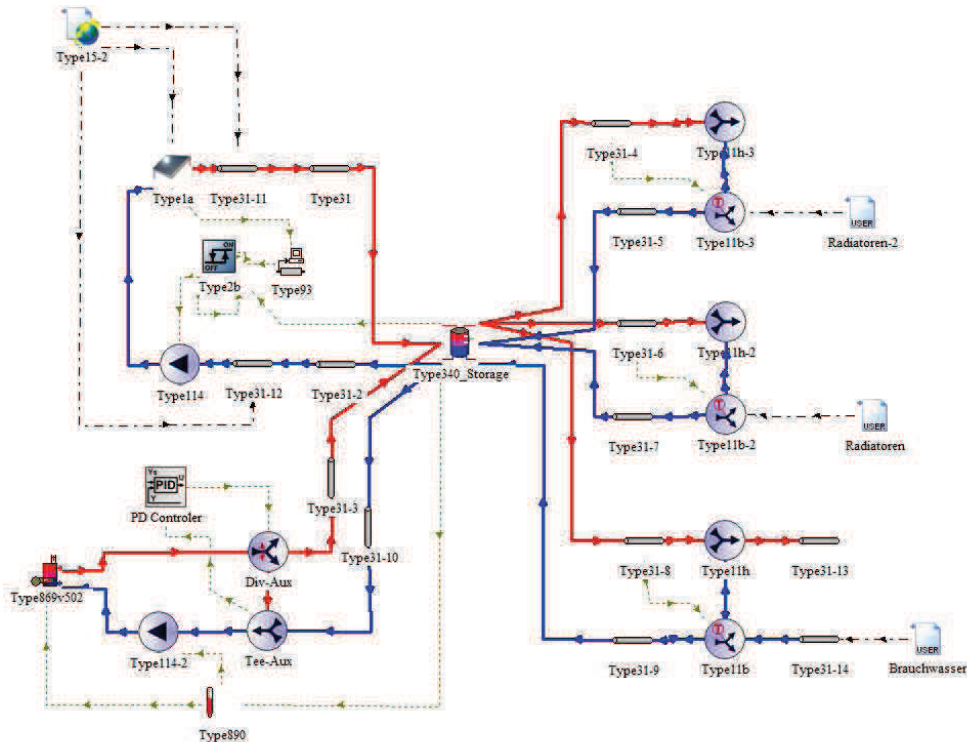 Type15-2
Type31-4
Type11h-3
Type1a
Type31-11
Type31
USER
Type31-5
Type11b-3
Radiatoren-2
ON
OFF
Type2b
Type93
Type31-6
Type11h-2
Type340_Storage
Type114
Type31-12
Type31-2
USER
Type31-7
Type11b-2
Radiatoren
Ys
U
PID
Y
PD Controler
Type31-3
Type31-10
Div-Aux
Type31-8
Type11h
Type31-13
Type869v502
USER
Type114-2
Tee-Aux
Type31-9
Type11b
Type31-14
Brauchwasser
Type890